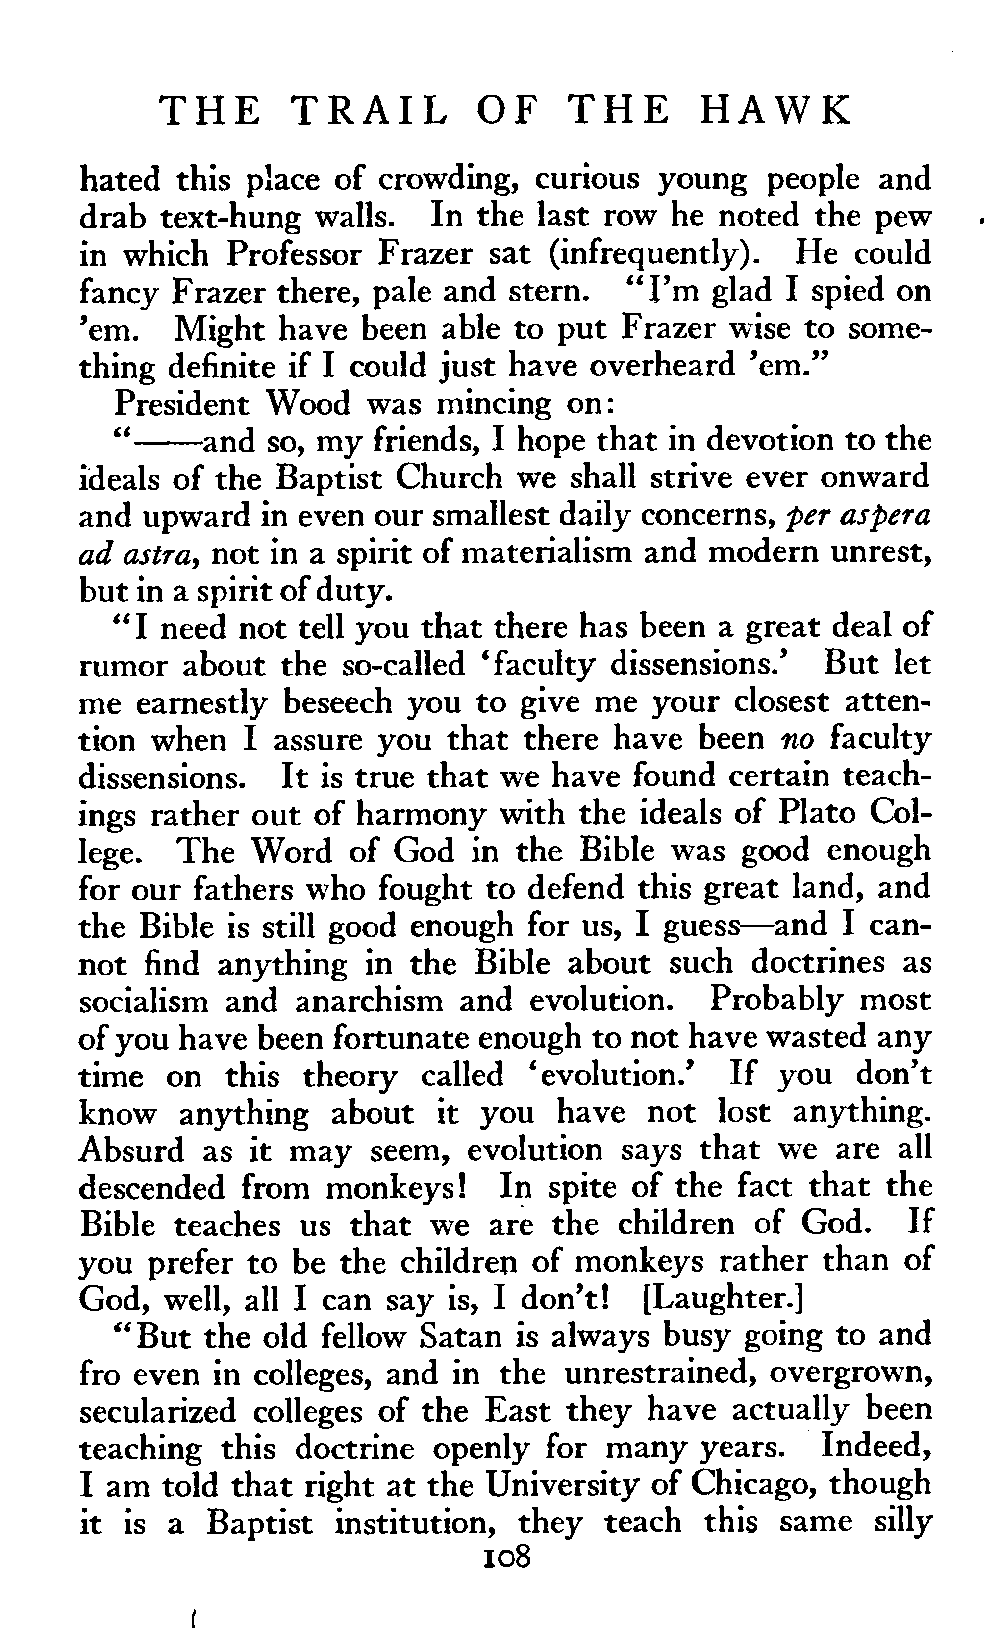 THE TRAIL OF THE HAWK
hated this place of crowding, curious young people and
drab text-hung walls. In the last row he noted the pew
in which Professor Frazer sat (infrequently). He could
fancy Frazer there, pale and stern. "I'm glad I spied on
'em. Might have been able to put Frazer wise to some-
thing definite if I could just have overheard 'em."
President Wood was mincing on:
"——and so, my friends, I hope that in devotion to the
ideals of the Baptist Church we shall strive ever onward
and upward in even our smallest daily concerns, per aspera
ad astra, not in a spirit of materialism and modern unrest,
but in a spirit of duty.
"I need not tell you that there has been a great deal of
rumor about the so-called 'faculty dissensions.' But let
me earnestly beseech you to give me your closest atten-
tion when I assure you that there have been no faculty
dissensions. It is true that we have found certain teach-
ings rather out of harmony with the ideals of Plato Col-
lege. The Word of God in the Bible was good enough
for our fathers who fought to defend this great land, and
the Bible is still good enough for us, I guess—and I can-
not find anything in the Bible about such doctrines as
socialism and anarchism and evolution. Probably most
of you have been fortunate enough to not have wasted any
time on this theory called 'evolution.' If you don't
know anything about it you have not lost anything.
Absurd as it may seem, evolution says that we are all
descended from monkeys! In spite of the fact that the
Bible teaches us that we are the children of God. If
you prefer to be the children of monkeys rather than of
God, well, all I can say is, I don't! [Laughter.]
"But the old fellow Satan is always busy going to and
fro even in colleges, and in the unrestrained, overgrown,
secularized colleges of the East they have actually been
teaching this doctrine openly for many years. Indeed,
I am told that right at the University of Chicago, though
it is a Baptist institution, they teach this same silly
108